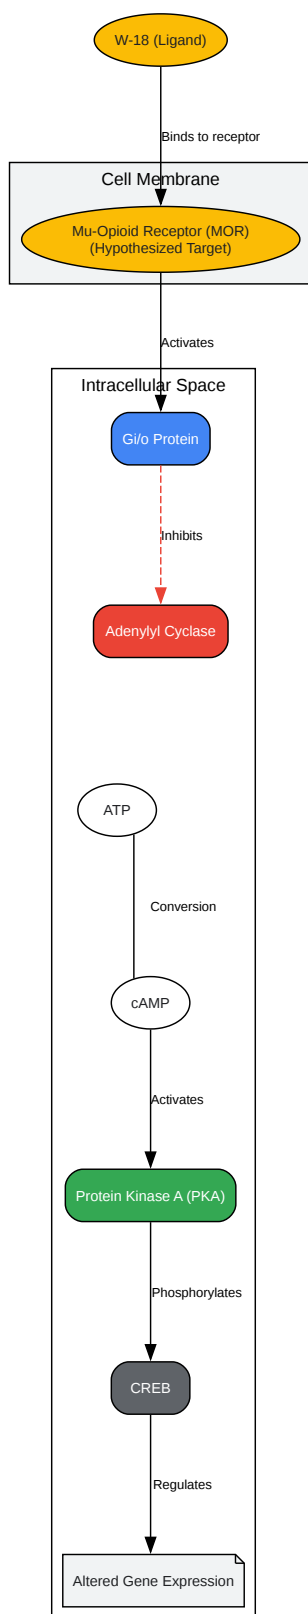 W-18 (Ligand)
Binds to receptor
Cell Membrane
Mu-Opioid Receptor (MOR)
(Hypothesized Target)
Activates
Intracellular Space
Gi/o Protein
Inhibits
Adenylyl Cyclase
ATP
Conversion
cAMP
Activates
Protein Kinase A (PKA)
Phosphorylates
CREB
Regulates
Altered Gene Expression